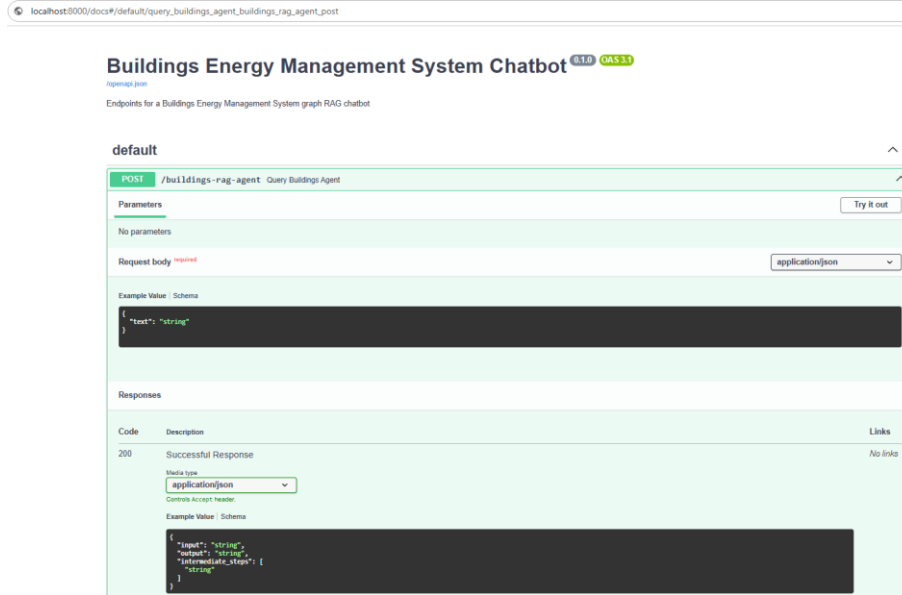 localhost:8000/docs#/default/query_buildings_agent_buildings_rag_agent_post
Buildings Energy Management System Chatbot 0.1.0 OAS 3.1
/openapi.json
Endpoints for a Buildings Energy Management System graph RAG chatbot
default
POST /buildings-rag-agent Query Buildings Agent
Parameters Try it out
No parameters
Request body required application/json
Example Value | Schema
{
"text": "string"
}
Responses
Code Description Links
200 Successful Response No links
Media type
application/json
Controls Accept header.
Example Value | Schema
{
"input": "string",
"output": "string",
"intermediate_steps": [
"string"
]
}